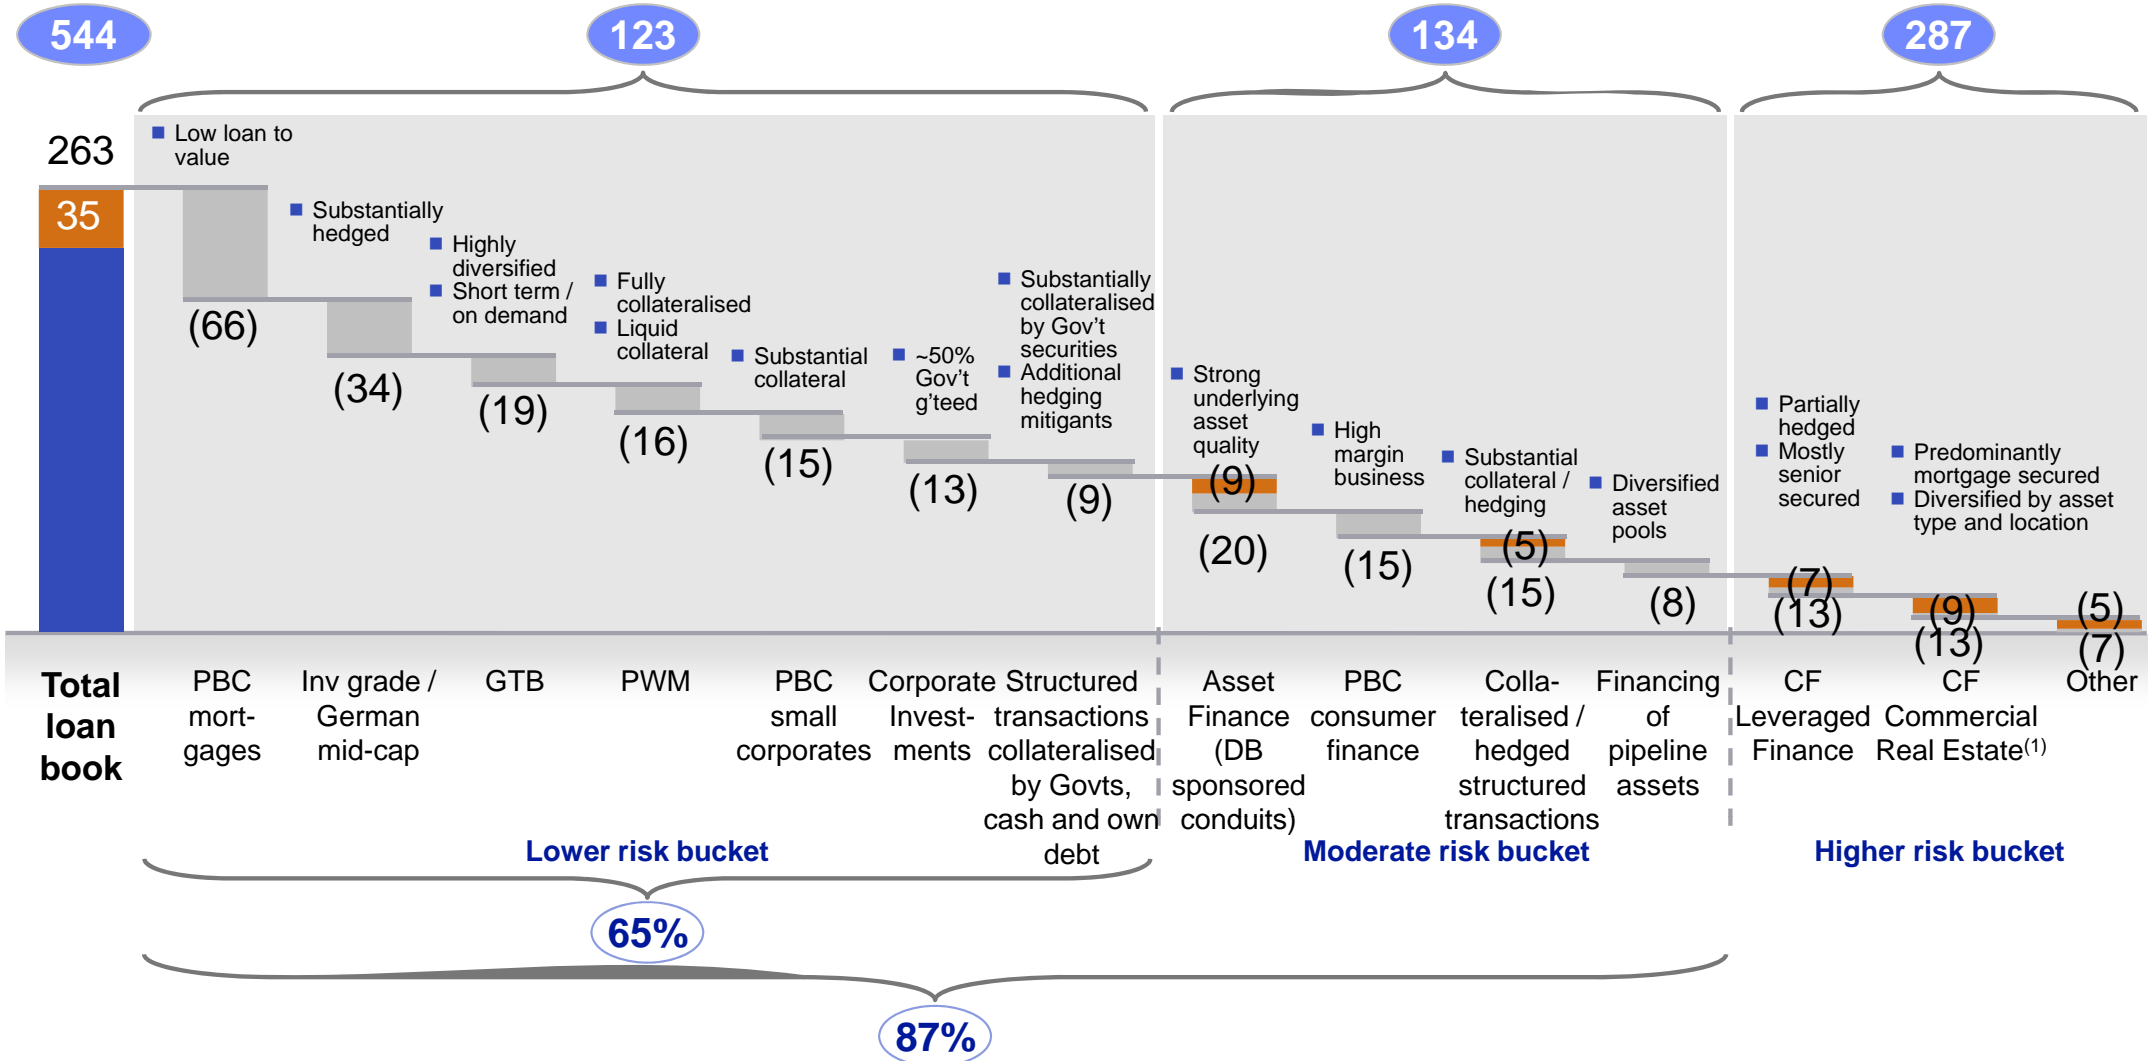 544
123
134
287
263
35
Low loan to
value
(66)
Substantially
hedged
(34)
Highly
diversified
Short term /
on demand
(19)
Fully
collateralised
Liquid
collateral
(16)
Substantial
collateral
(15)
~50%
Gov't
g'teed
(13)
Substantially
collateralised
by Gov't
securities
Additional
hedging
mitigants
(9)
Strong
underlying
asset
quality
(9)
(20)
High
margin
business
(15)
Substantial
collateral /
hedging
(5)
(15)
Diversified
asset
pools
(8)
Partially
hedged
Mostly
senior
secured
(7)
(13)
Predominantly
mortgage secured
Diversified by asset
type and location
(9)
(13)
(5)
(7)
Total
loan
book
PBC
mort-
gages
Inv grade /
German
mid-cap
GTB
PWM
PBC
small
corporates
Corporate
Invest-
ments
Structured
transactions
collateralised
by Govts,
cash and own
debt
Asset
Finance
(DB
sponsored
conduits)
PBC
consumer
finance
Colla-
teralised /
hedged
structured
transactions
Financing
of
pipeline
assets
CF
Leveraged
Finance
CF
Commercial
Real Estate(1)
Other
Lower risk bucket
Moderate risk bucket
Higher risk bucket
65%
87%